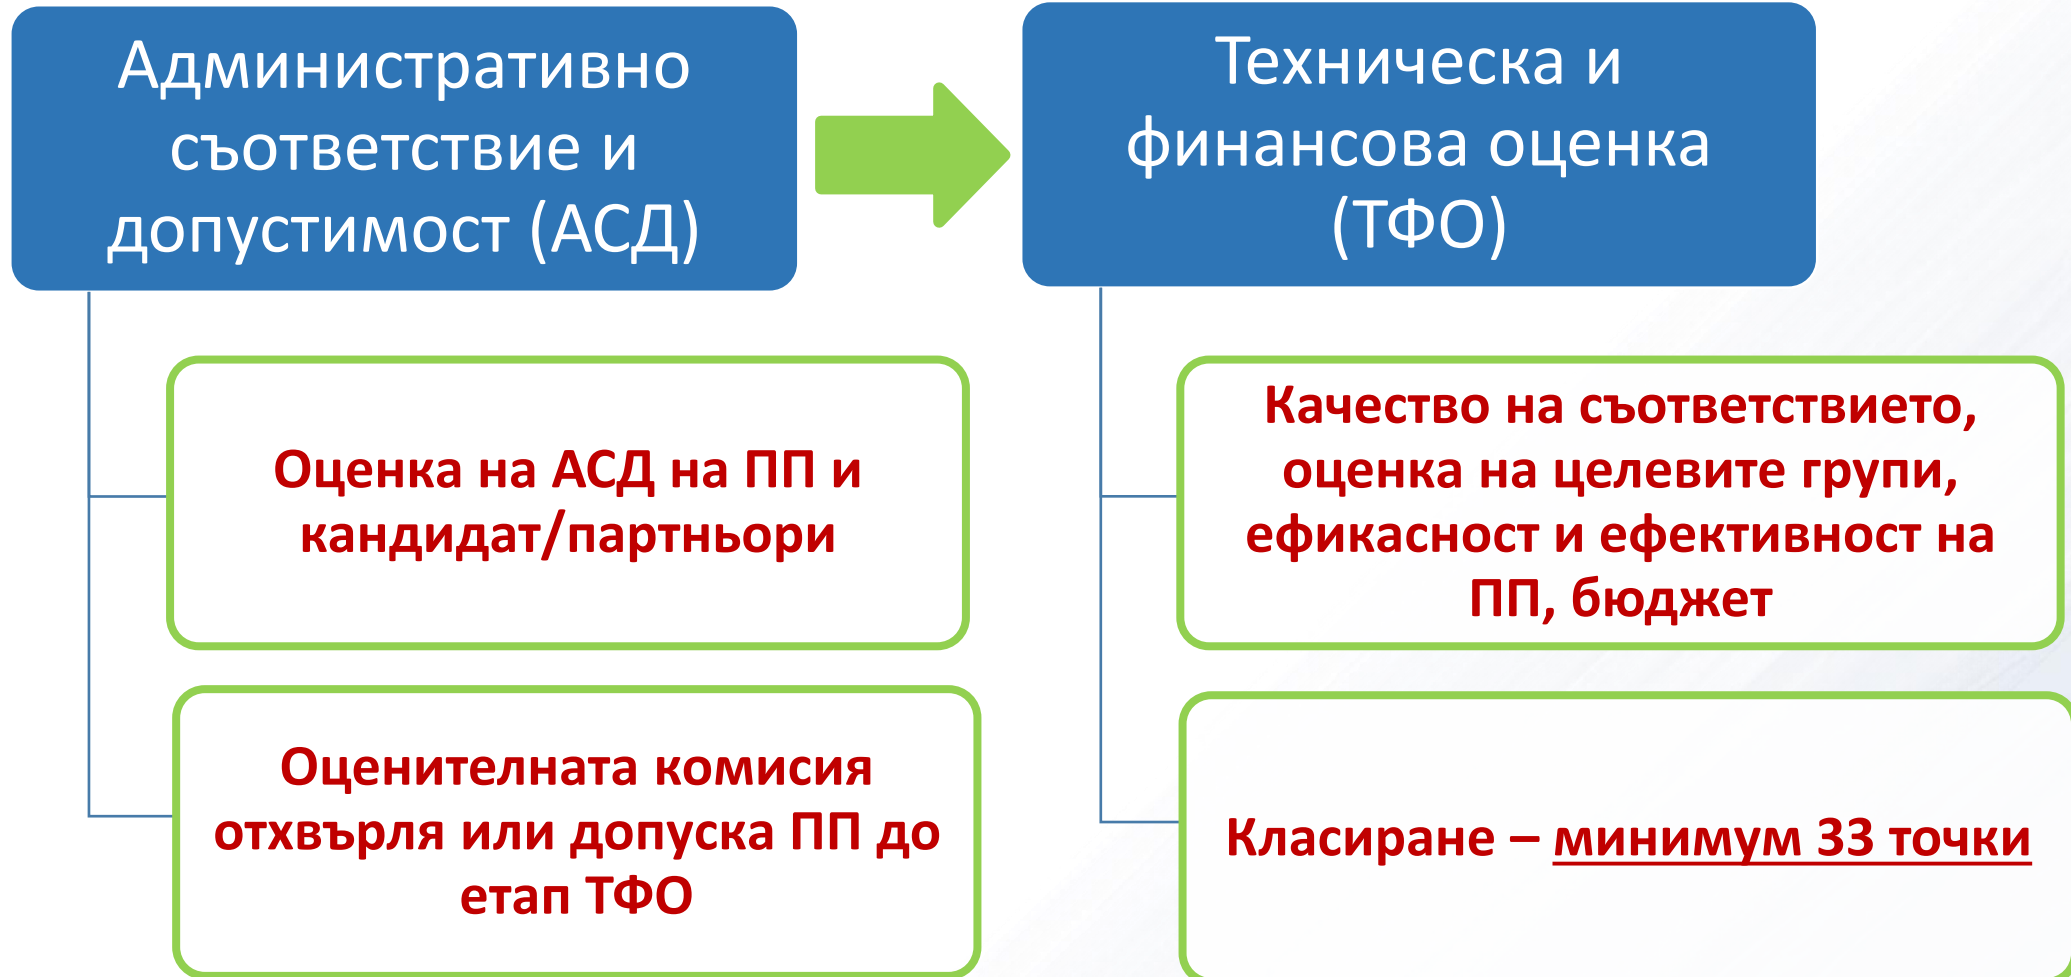 Административно
съответствие и
допустимост (АСД)
Оценка на АСД на ПП и
кандидат/партньори
Оценителната комисия
отхвърля или допуска ПП до
етап ТФО
Техническа и
финансова оценка
(ТФО)
Качество на съответствието,
оценка на целевите групи,
ефикасност и ефективност на
ПП, бюджет
Класиране – минимум 33 точки